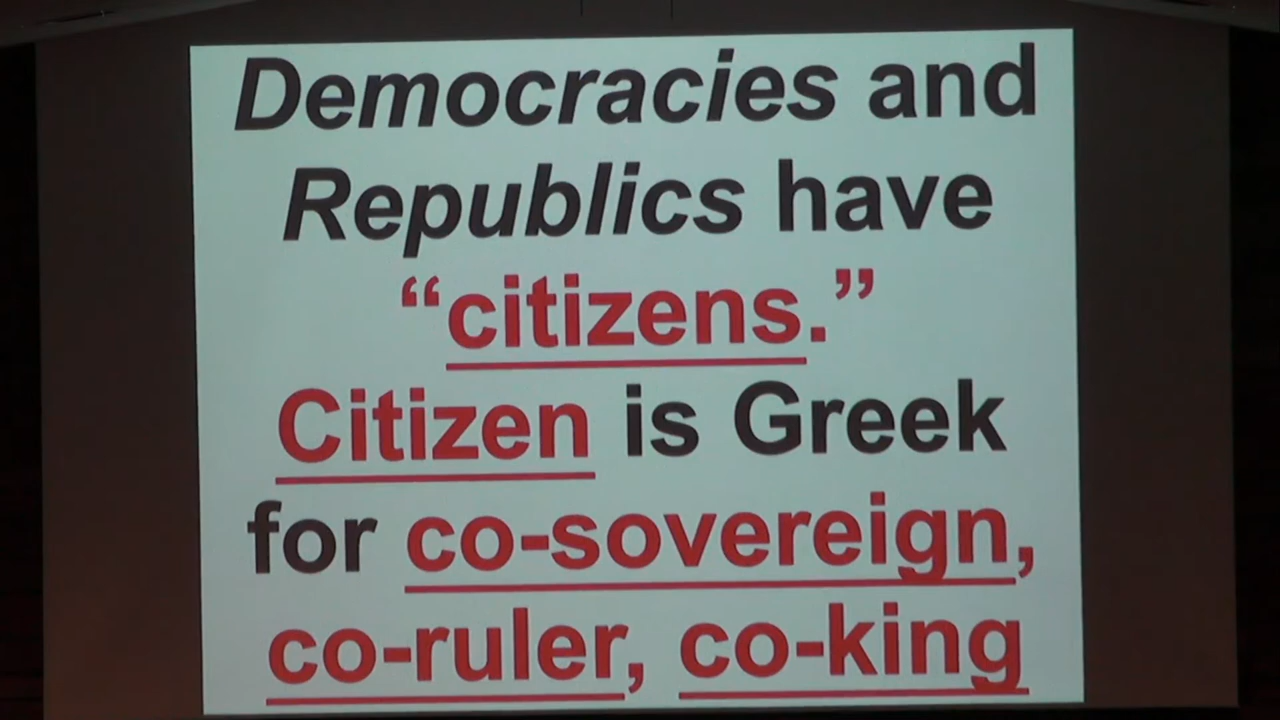 Democracies and
Republics have
“citizens.”
Citizen is Greek
for co-sovereign,
co-ruler, co-king